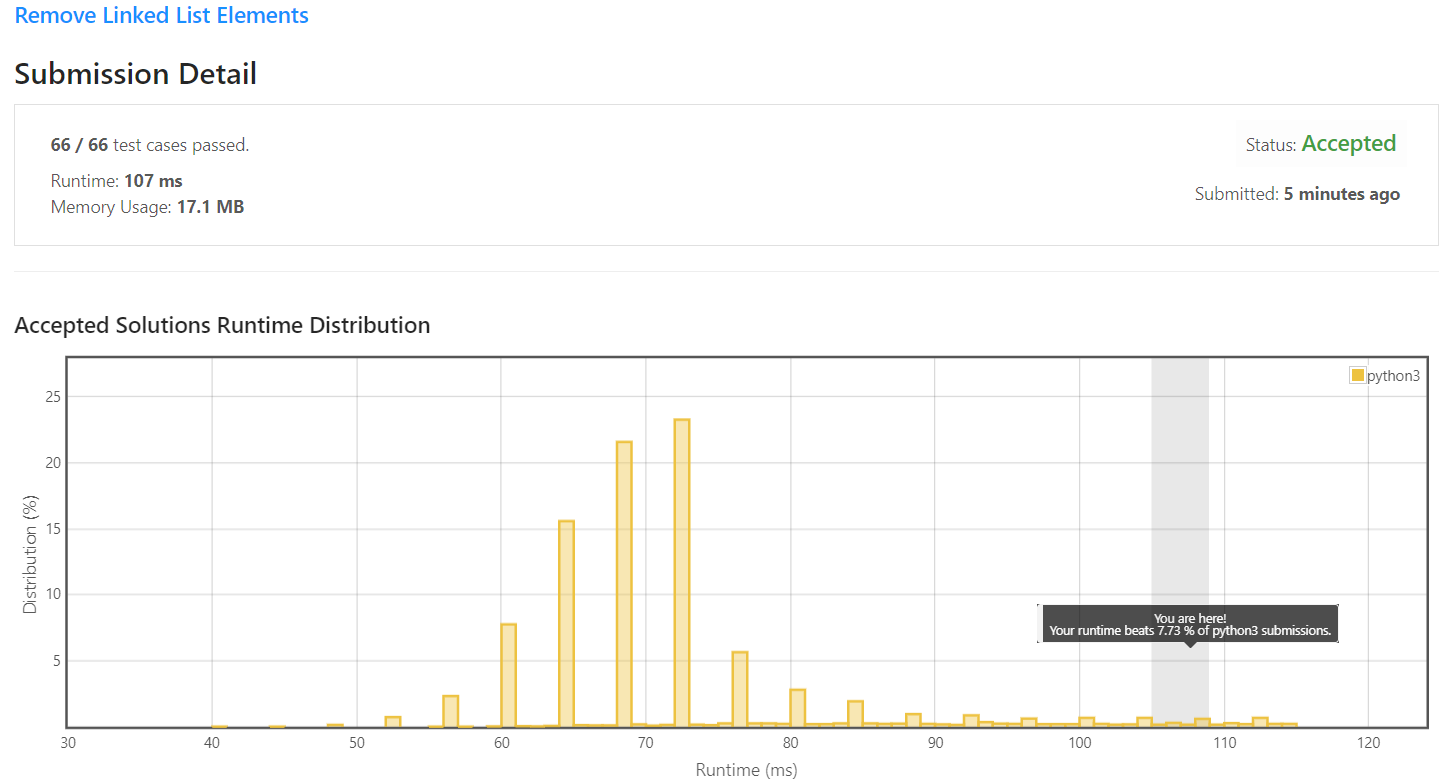 Remove Linked List Elements
Submission Detail
66 / 66 test cases passed.
Status: Accepted
Runtime: 107 ms
Submitted: 5 minutes ago
Memory Usage: 17.1 MB
Accepted Solutions Runtime Distribution
python3
25
20
15
10
5
Distribution (%)
You are here!
Your runtime beats 7.73 % of python3 submissions.
30 40 50 60 70 80 90 100 110 120
Runtime (ms)